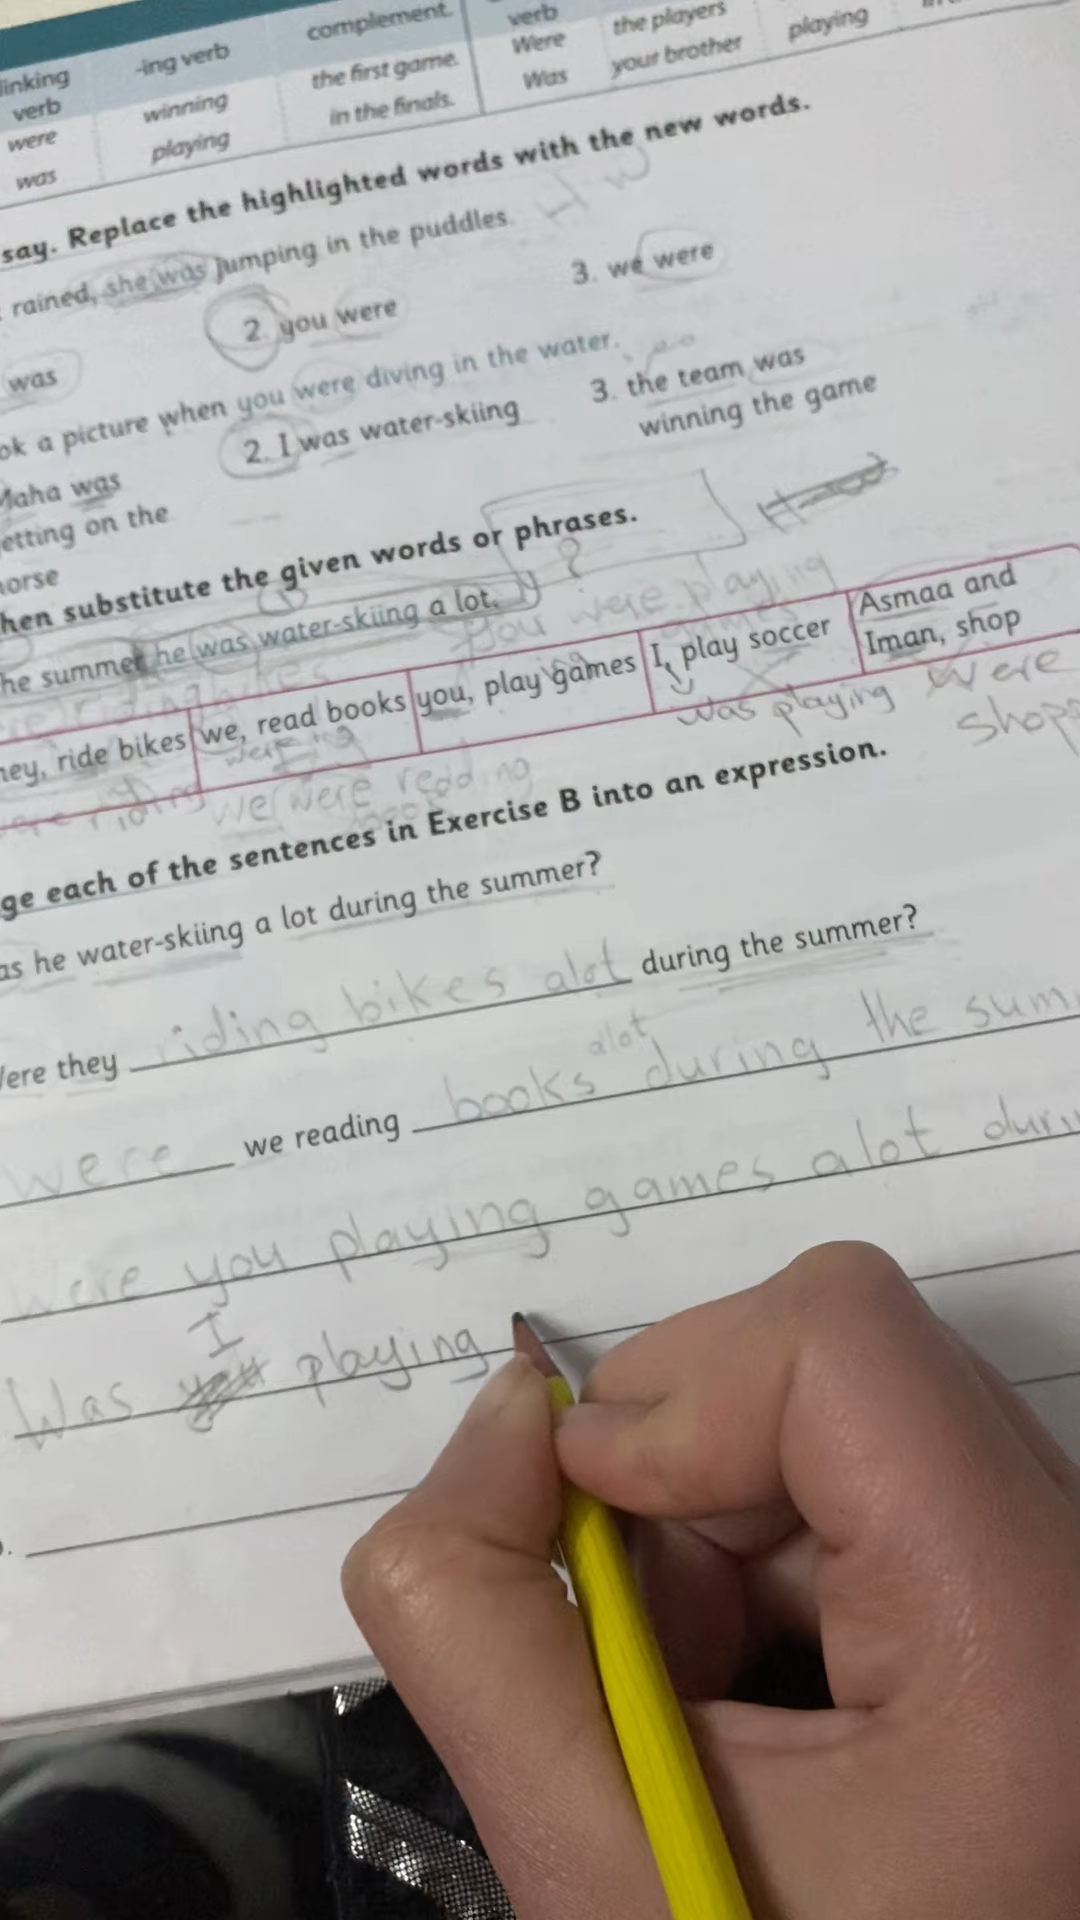 linking -ing verb complement. verb the players playing
verb winning the first game. Were your brother
were playing in the finals. Was
was
say. Replace the highlighted words with the new words.
rained, she was jumping in the puddles.
was 2. you were 3. we were
ok a picture when you were diving in the water.
Maha was 2. I was water-skiing 3. the team was
etting on the winning the game
horse
hen substitute the given words or phrases.
?
he summer he was water-skiing a lot.
you were playing
hey, ride bikes we, read books you, play games I, play soccer Asmaa and
Iman, shop
ing
was playing were
shop
riding we were reading
ge each of the sentences in Exercise B into an expression.
as he water-skiing a lot during the summer?
Were they riding bikes alot during the summer?
alot
were we reading books during the sum
Were you playing games alot duri
I
Was playing